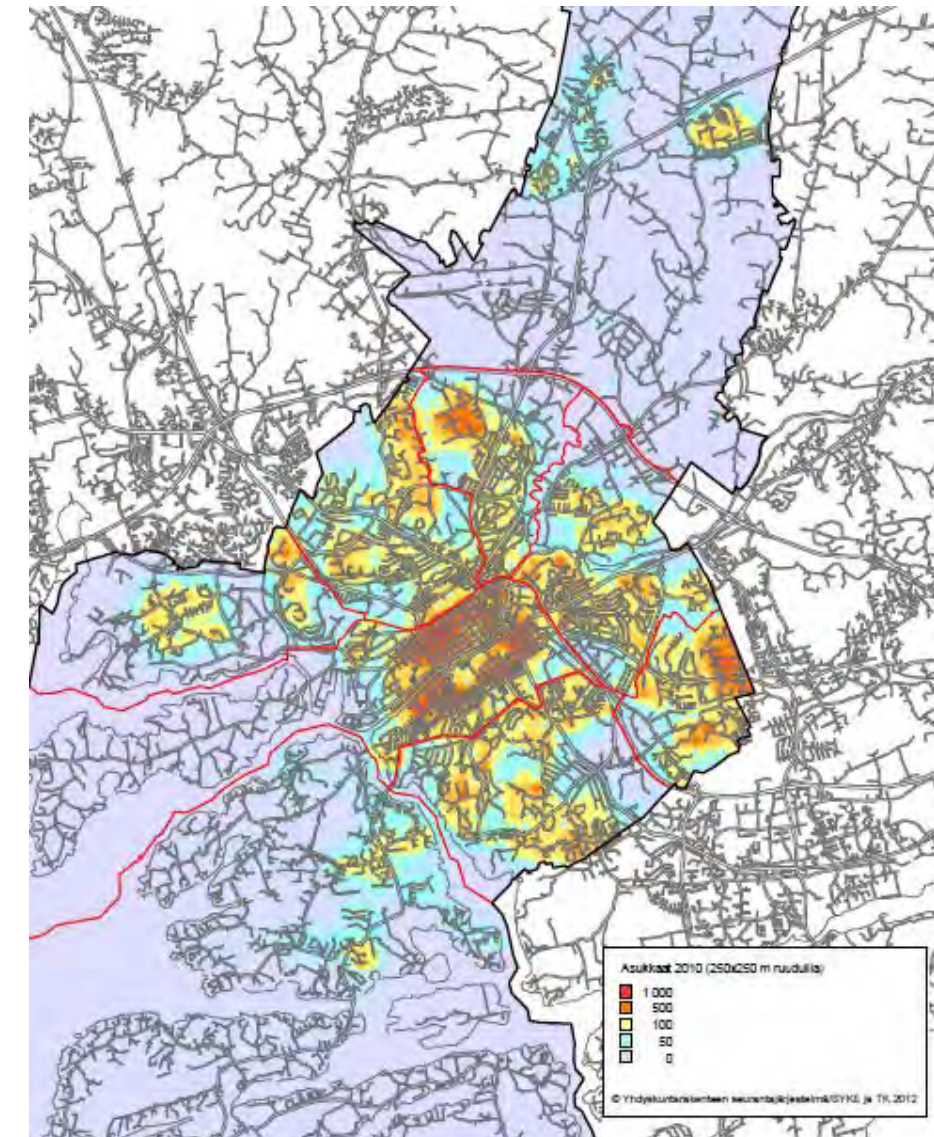 Asukkaat 2010 (250x250 m ruuduilla)
1 000
500
100
50
0
© Yhdyskuntarakenteen seurantajärjestelmä/SYKE ja TK 2012